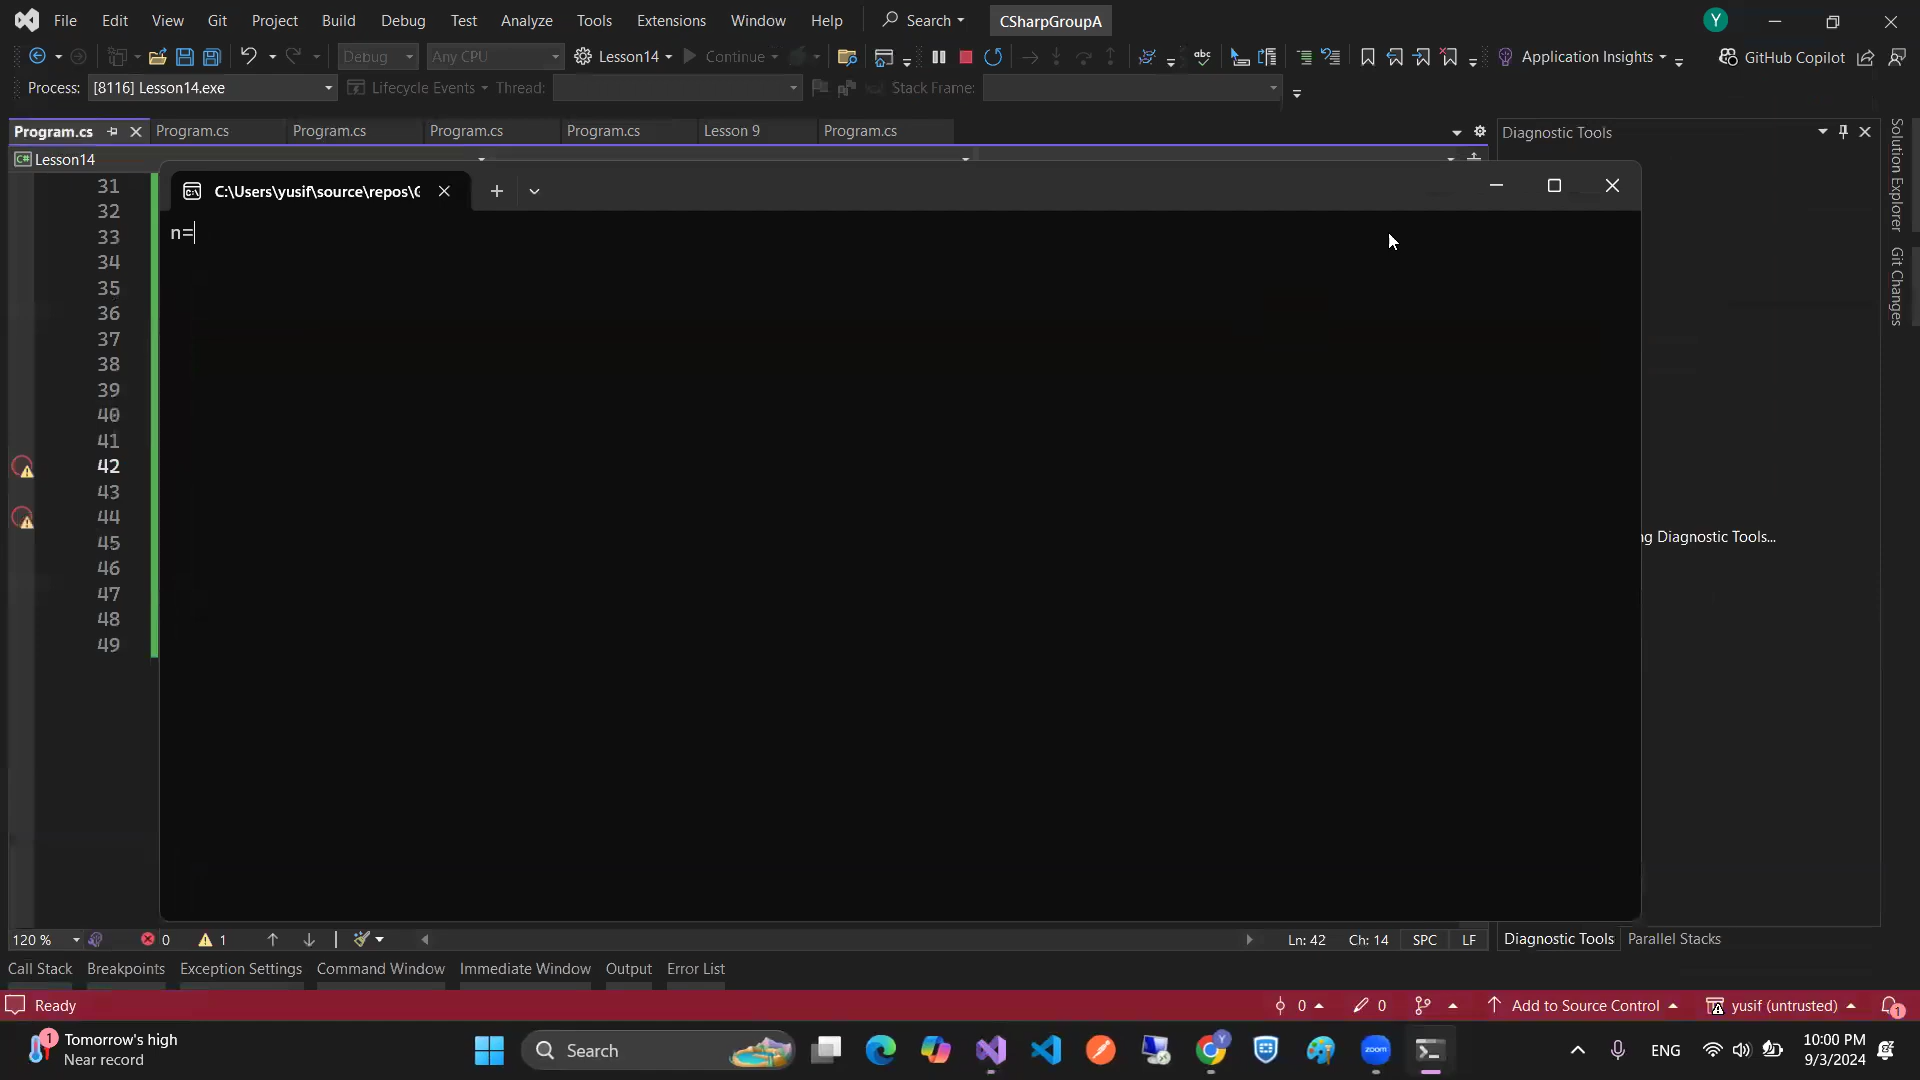 File Edit View Git Project Build Debug Test Analyze Tools Extensions Window Help Search CSharpGroupA Y
Debug Any CPU Lesson14 Continue Application Insights GitHub Copilot
Process: [8116] Lesson14.exe Lifecycle Events Thread: Stack Frame:
Program.cs Program.cs Program.cs Program.cs Program.cs Lesson 9 Program.cs
Diagnostic Tools
C# Lesson14
C:\Users\yusif\source\repos\
n=
31
32
33
34
35
36
37
38
39
40
41
42
43
44
45
46
47
48
49
ng Diagnostic Tools...
Solution Explorer
Git Changes
120 % 0 1 Ln: 42 Ch: 14 SPC LF
Diagnostic Tools Parallel Stacks
Call Stack Breakpoints Exception Settings Command Window Immediate Window Output Error List
Ready 0 0 Add to Source Control yusif (untrusted) 1
1 Tomorrow's high
Near record
Search
zoom
ENG
10:00 PM
9/3/2024